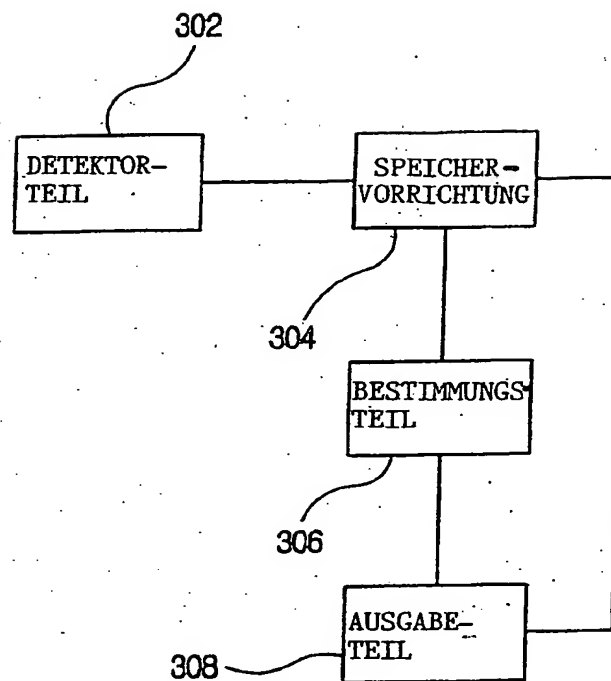 302
DETEKTOR-
TEIL
SPEICHER-
VORRICHTUNG
304
BESTIMMUNGS-
TEIL
306
AUSGABE-
TEIL
308